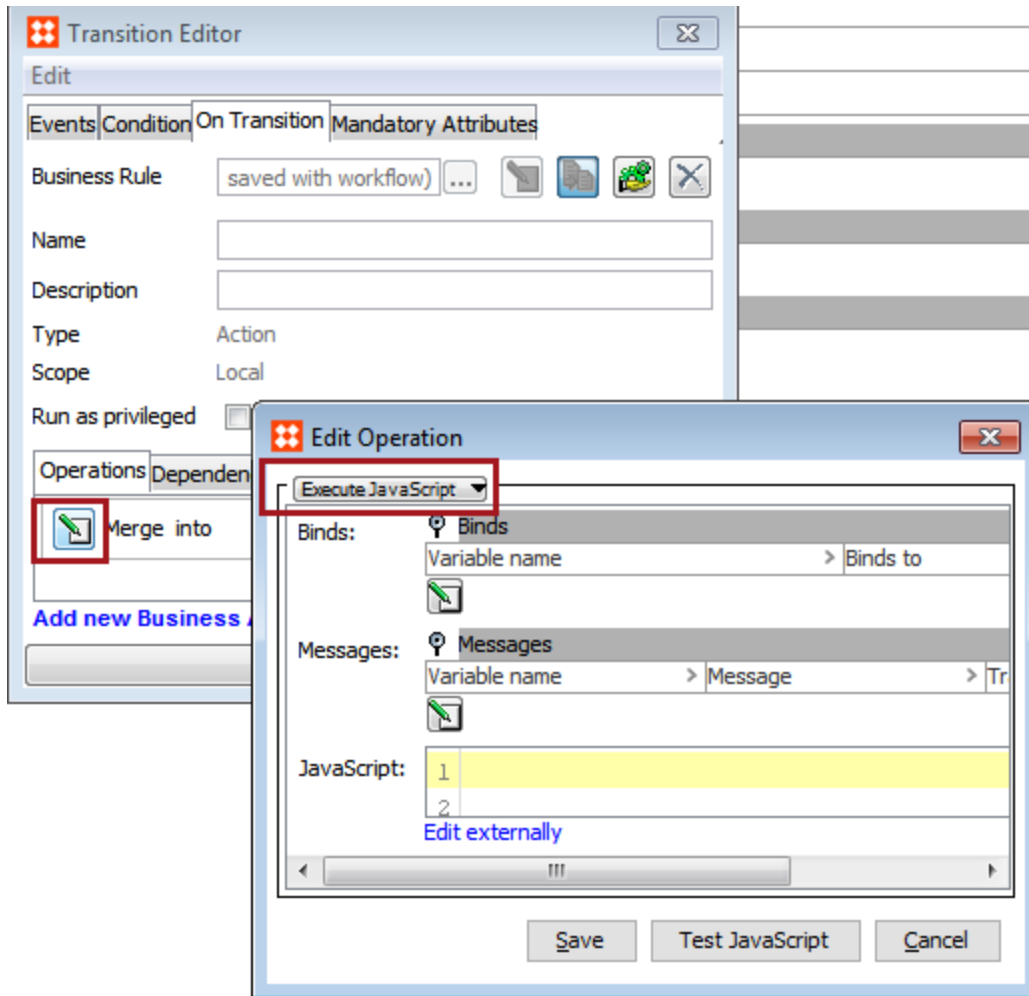 Transition Editor
Edit
Events Condition On Transition Mandatory Attributes
Business Rule saved with workflow) ...
Name
Description
Type Action
Scope Local
Run as privileged
Operations Dependen
Merge into
Add new Business
Edit Operation
Execute JavaScript
Binds: Binds
Variable name > Binds to
Messages: Messages
Variable name > Message > Tr
JavaScript: 1
2
Edit externally
Save Test JavaScript Cancel